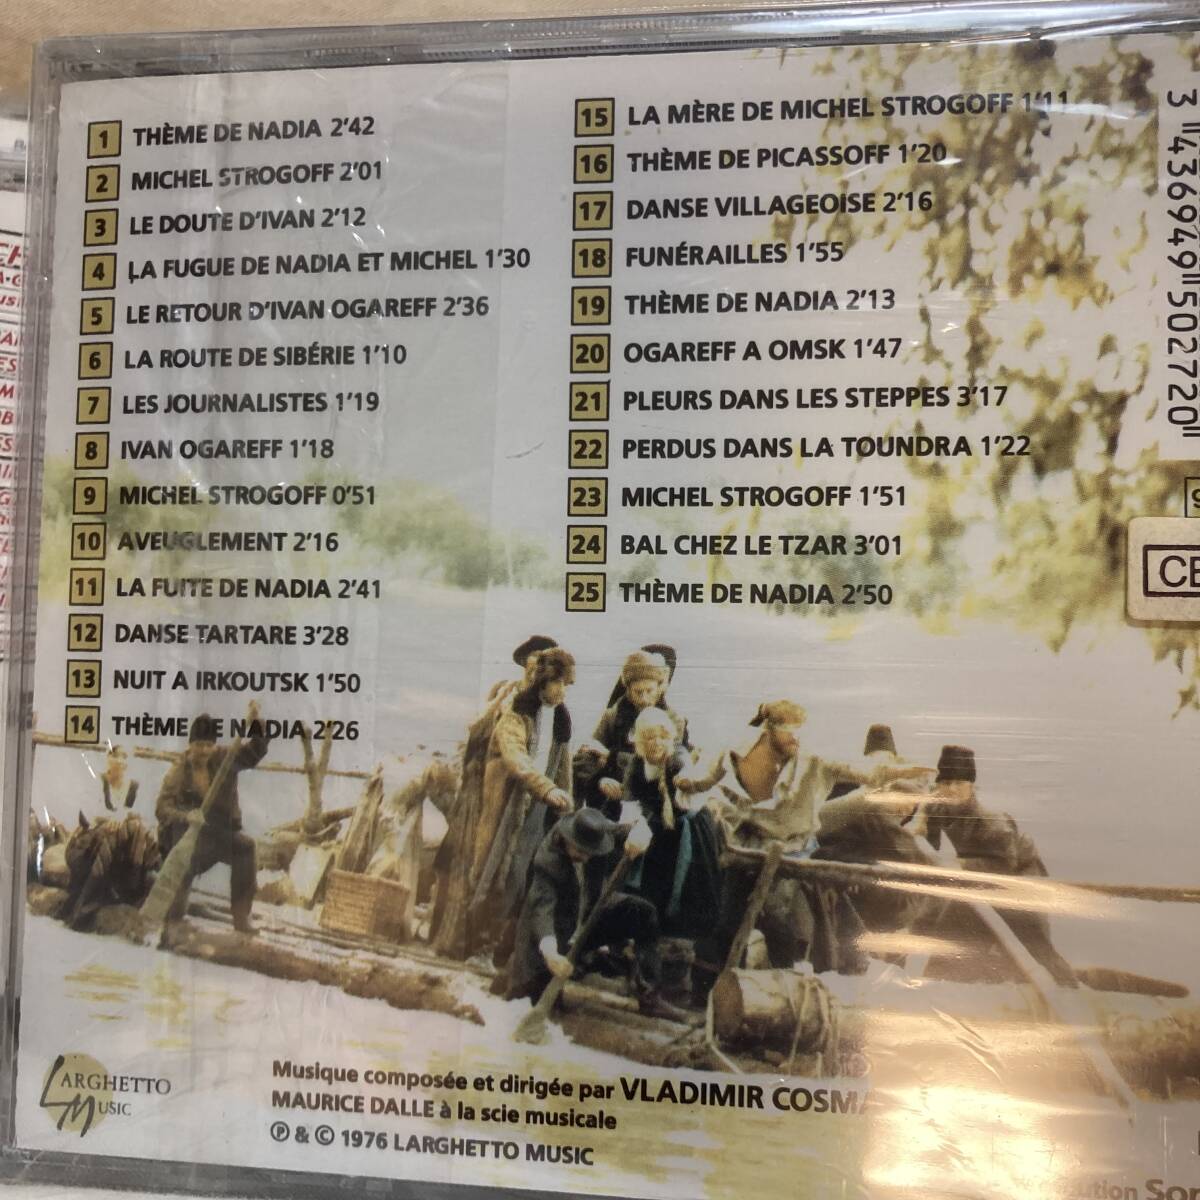 1 THÈME DE NADIA 2'42
2 MICHEL STROGOFF 2'01
3 LE DOUTE D'IVAN 2'12
4 LA FUGUE DE NADIA ET MICHEL 1'30
5 LE RETOUR D'IVAN OGAREFF 2'36
6 LA ROUTE DE SIBÉRIE 1'10
7 LES JOURNALISTES 1'19
8 IVAN OGAREFF 1'18
9 MICHEL STROGOFF 0'51
10 AVEUGLEMENT 2'16
11 LA FUITE DE NADIA 2'41
12 DANSE TARTARE 3'28
13 NUIT A IRKOUTSK 1'50
14 THÈME DE NADIA 2'26
15 LA MÈRE DE MICHEL STROGOFF 1'11
16 THÈME DE PICASSOFF 1'20
17 DANSE VILLAGEOISE 2'16
18 FUNÉRAILLES 1'55
19 THÈME DE NADIA 2'13
20 OGAREFF A OMSK 1'47
21 PLEURS DANS LES STEPPES 3'17
22 PERDUS DANS LA TOUNDRA 1'22
23 MICHEL STROGOFF 1'51
24 BAL CHEZ LE TZAR 3'01
25 THÈME DE NADIA 2'50
3 436949 502720
LARGHETTO
MUSIC
Musique composée et dirigée par VLADIMIR COSMA
MAURICE DALLE à la scie musicale
℗ & © 1976 LARGHETTO MUSIC